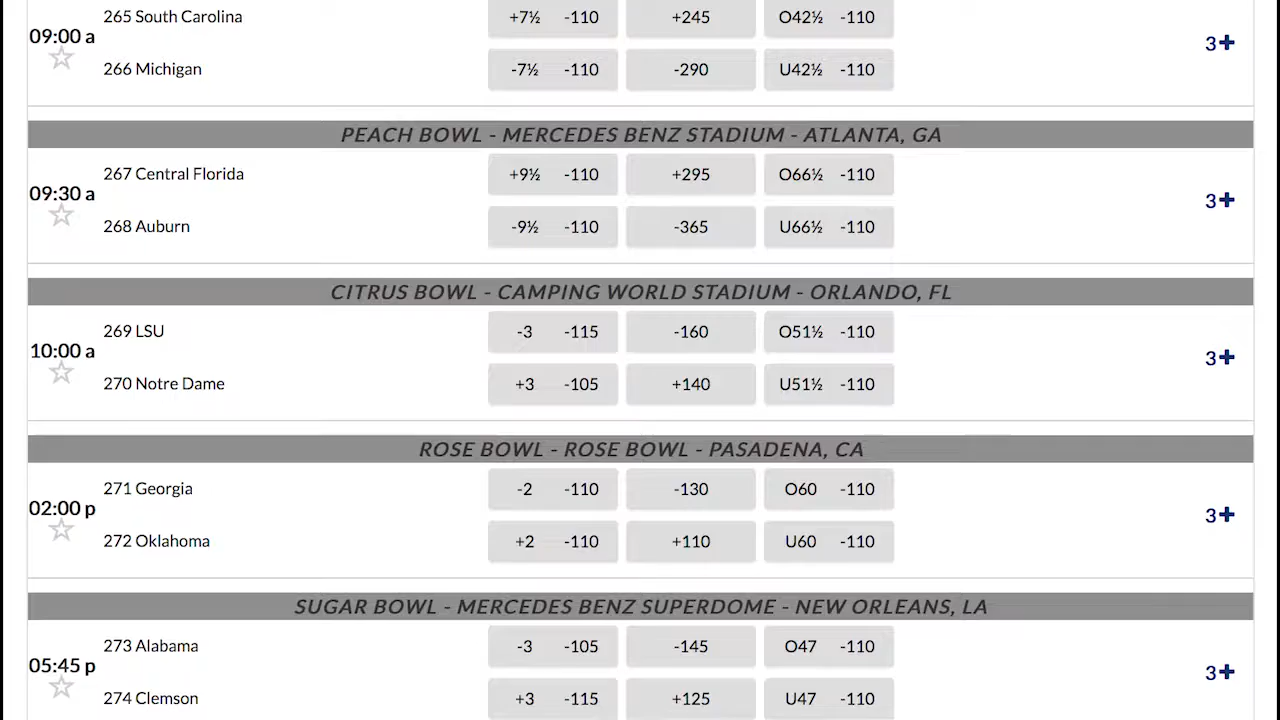 265 South Carolina +7½ -110 +245 O42½ -110
09:00 a 3+
266 Michigan -7½ -110 -290 U42½ -110
PEACH BOWL - MERCEDES BENZ STADIUM - ATLANTA, GA
267 Central Florida +9½ -110 +295 O66½ -110
09:30 a 3+
268 Auburn -9½ -110 -365 U66½ -110
CITRUS BOWL - CAMPING WORLD STADIUM - ORLANDO, FL
269 LSU -3 -115 -160 O51½ -110
10:00 a 3+
270 Notre Dame +3 -105 +140 U51½ -110
ROSE BOWL - ROSE BOWL - PASADENA, CA
271 Georgia -2 -110 -130 O60 -110
02:00 p 3+
272 Oklahoma +2 -110 +110 U60 -110
SUGAR BOWL - MERCEDES BENZ SUPERDOME - NEW ORLEANS, LA
273 Alabama -3 -105 -145 O47 -110
05:45 p 3+
274 Clemson +3 -115 +125 U47 -110